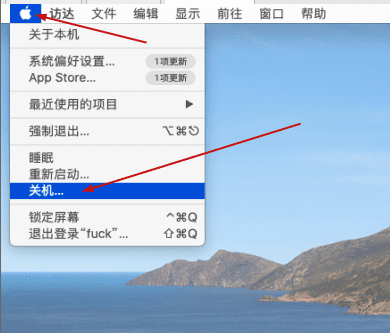 访达 文件 编辑 显示 前往 窗口 帮助
关于本机
系统偏好设置... 1项更新
App Store... 1项更新
最近使用的项目 ▶
强制退出... ⌥⌘⎋
睡眠
重新启动...
关机...
锁定屏幕 ^⌘Q
退出登录“fuck”... ⇧⌘Q